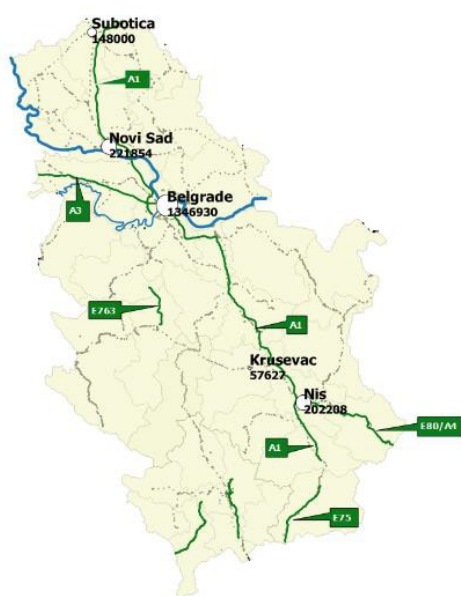 Subotica
148000
A1
Novi Sad
221854
Belgrade
1346930
A3
E763
A1
Krusevac
57627
Nis
202208
E80/A4
A1
E75